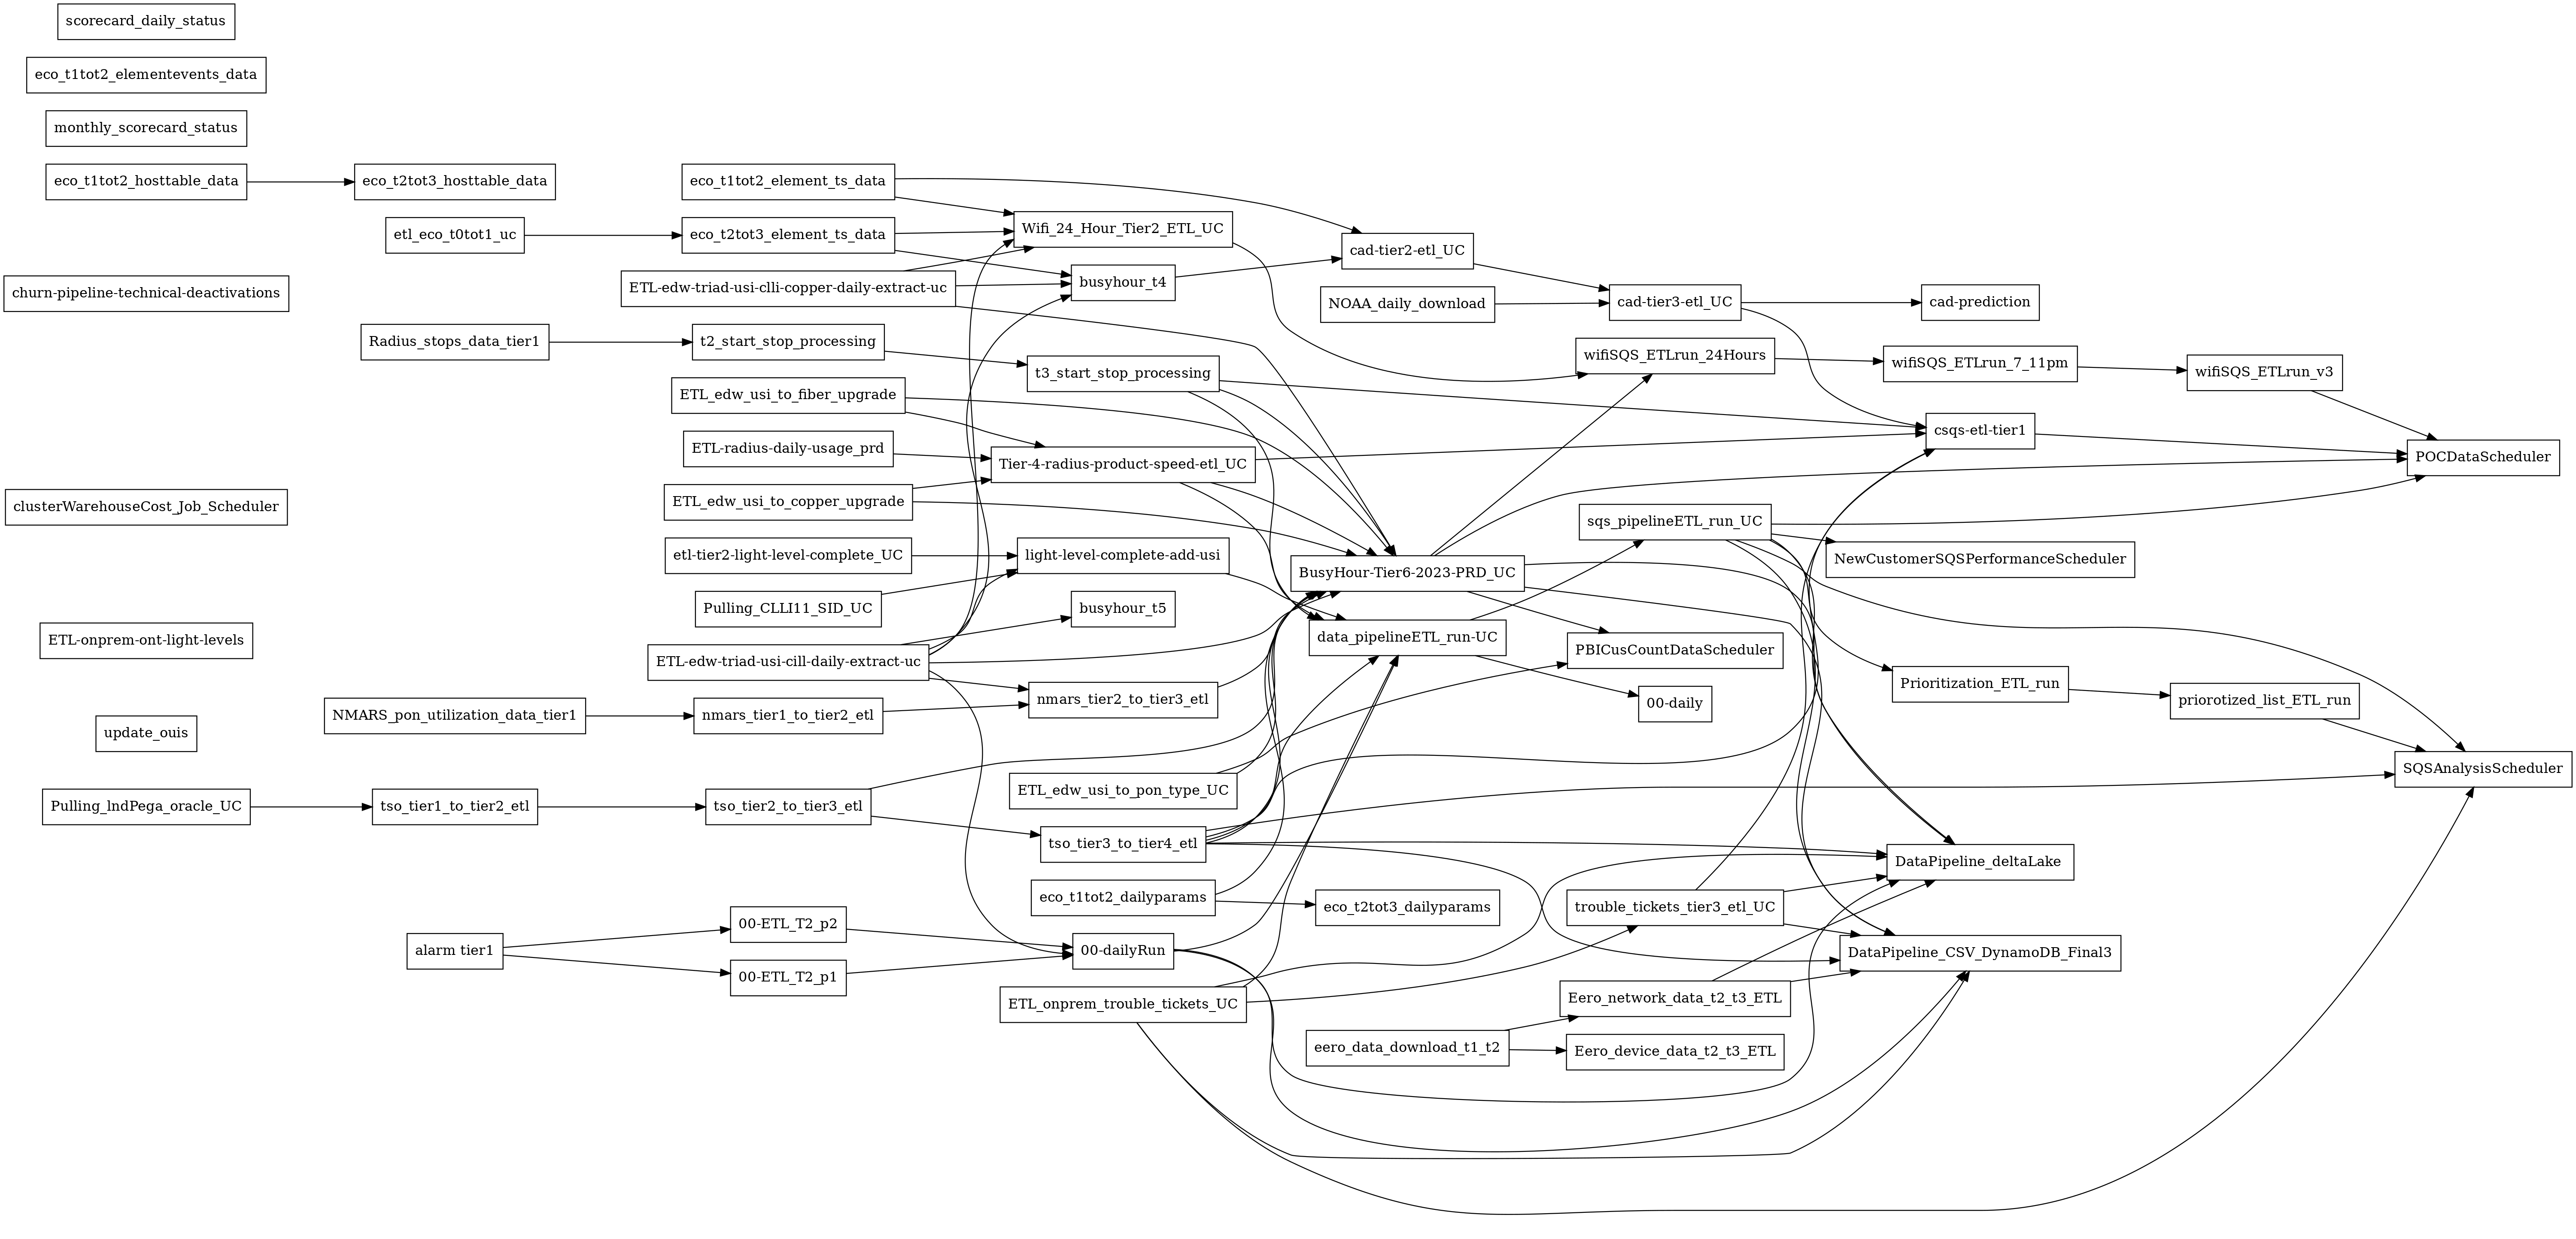 scorecard_daily_status
eco_t1tot2_elementevents_data
monthly_scorecard_status
eco_t1tot2_hosttable_data
eco_t2tot3_hosttable_data
eco_t1tot2_element_ts_data
etl_eco_t0tot1_uc
eco_t2tot3_element_ts_data
Wifi_24_Hour_Tier2_ETL_UC
cad-tier2-etl_UC
churn-pipeline-technical-deactivations
ETL-edw-triad-usi-clli-copper-daily-extract-uc
busyhour_t4
NOAA_daily_download
cad-tier3-etl_UC
cad-prediction
Radius_stops_data_tier1
t2_start_stop_processing
t3_start_stop_processing
wifiSQS_ETLrun_24Hours
wifiSQS_ETLrun_7_11pm
wifiSQS_ETLrun_v3
ETL_edw_usi_to_fiber_upgrade
ETL-radius-daily-usage_prd
Tier-4-radius-product-speed-etl_UC
csqs-etl-tier1
POCDataScheduler
clusterWarehouseCost_Job_Scheduler
ETL_edw_usi_to_copper_upgrade
sqs_pipelineETL_run_UC
etl-tier2-light-level-complete_UC
light-level-complete-add-usi
BusyHour-Tier6-2023-PRD_UC
NewCustomerSQSPerformanceScheduler
Pulling_CLLI11_SID_UC
busyhour_t5
data_pipelineETL_run-UC
PBICusCountDataScheduler
ETL-onprem-ont-light-levels
ETL-edw-triad-usi-cill-daily-extract-uc
nmars_tier2_to_tier3_etl
00-daily
Prioritization_ETL_run
priorotized_list_ETL_run
NMARS_pon_utilization_data_tier1
nmars_tier1_to_tier2_etl
update_ouis
SQSAnalysisScheduler
ETL_edw_usi_to_pon_type_UC
Pulling_lndPega_oracle_UC
tso_tier1_to_tier2_etl
tso_tier2_to_tier3_etl
tso_tier3_to_tier4_etl
DataPipeline_deltaLake
eco_t1tot2_dailyparams
eco_t2tot3_dailyparams
trouble_tickets_tier3_etl_UC
00-ETL_T2_p2
alarm tier1
00-dailyRun
DataPipeline_CSV_DynamoDB_Final3
00-ETL_T2_p1
ETL_onprem_trouble_tickets_UC
Eero_network_data_t2_t3_ETL
eero_data_download_t1_t2
Eero_device_data_t2_t3_ETL